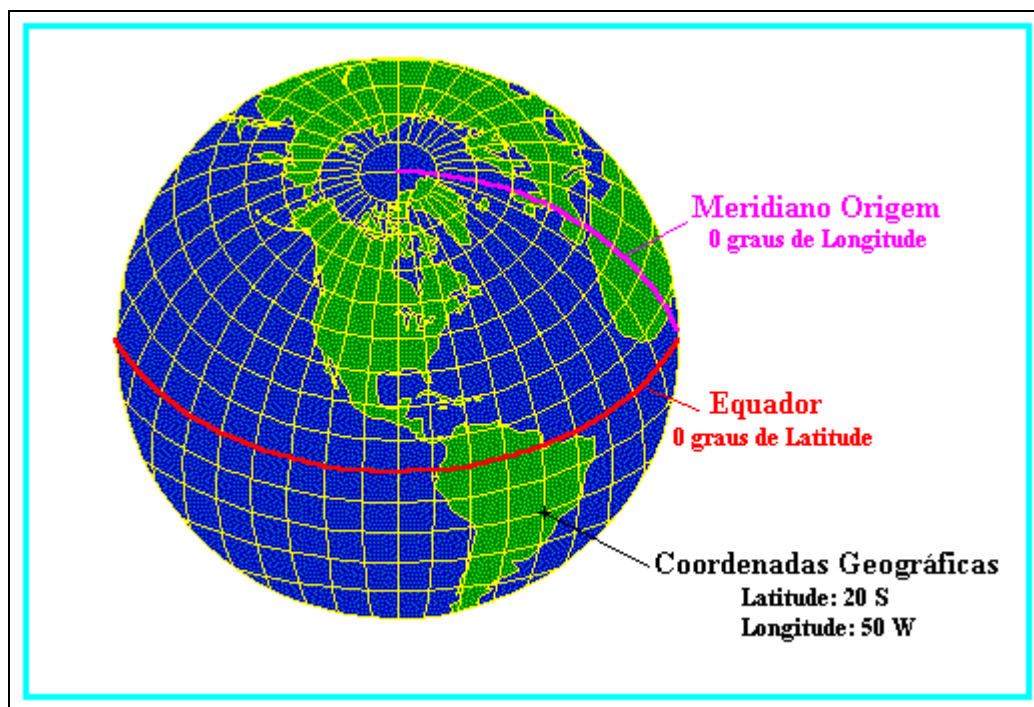 Meridiano Origem
0 graus de Longitude
Equador
0 graus de Latitude
Coordenadas Geográficas
Latitude: 20 S
Longitude: 50 W